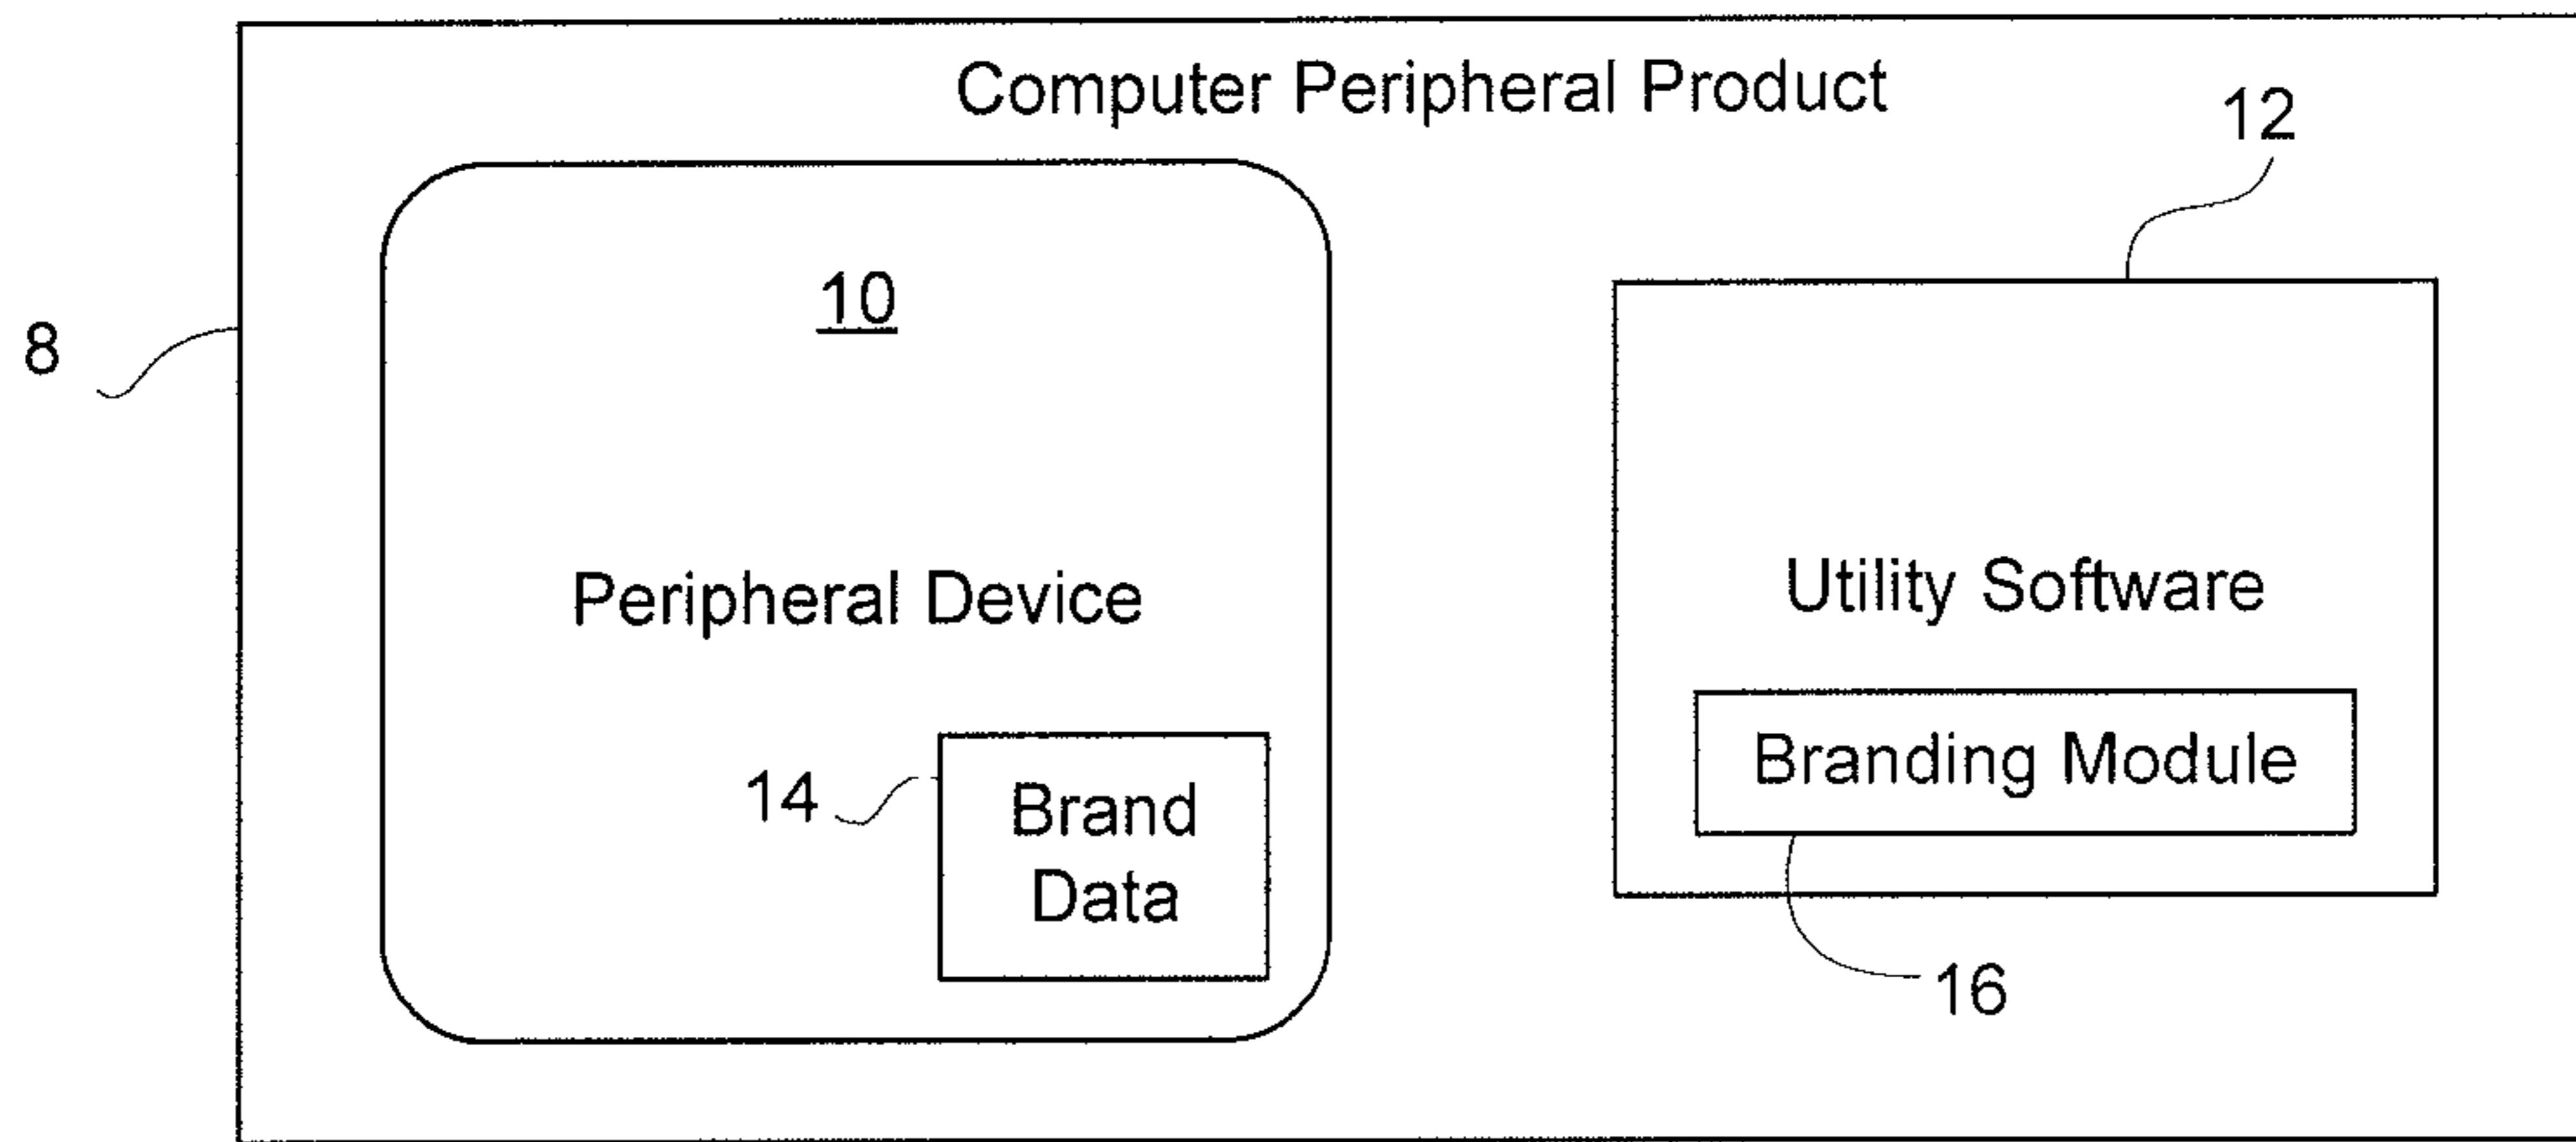 Computer Peripheral Product
12
10
8
Peripheral Device
Utility Software
Branding Module
14
Brand
Data
16